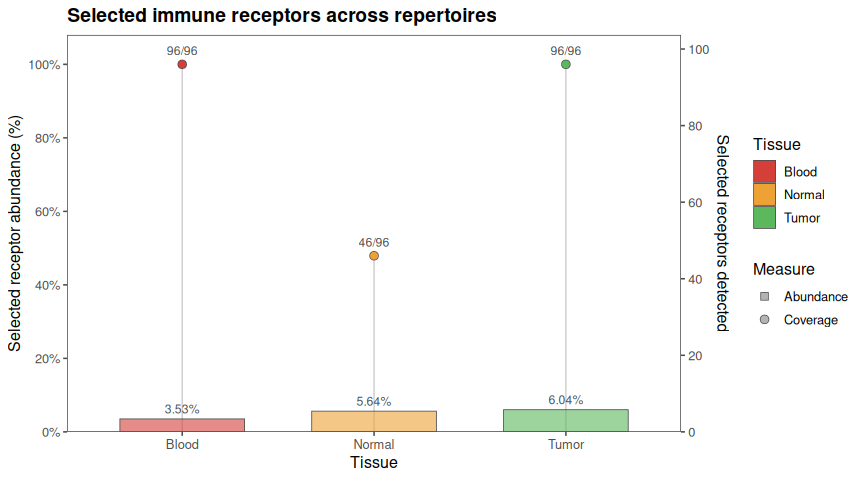 Selected immune receptors across repertoires
Selected receptor abundance (%)
100%
80%
60%
40%
20%
0%
96/96
46/96
96/96
3.53%
5.64%
6.04%
Blood
Normal
Tumor
Tissue
100
80
60
40
20
0
Selected receptors detected
Tissue
Blood
Normal
Tumor
Measure
Abundance
Coverage